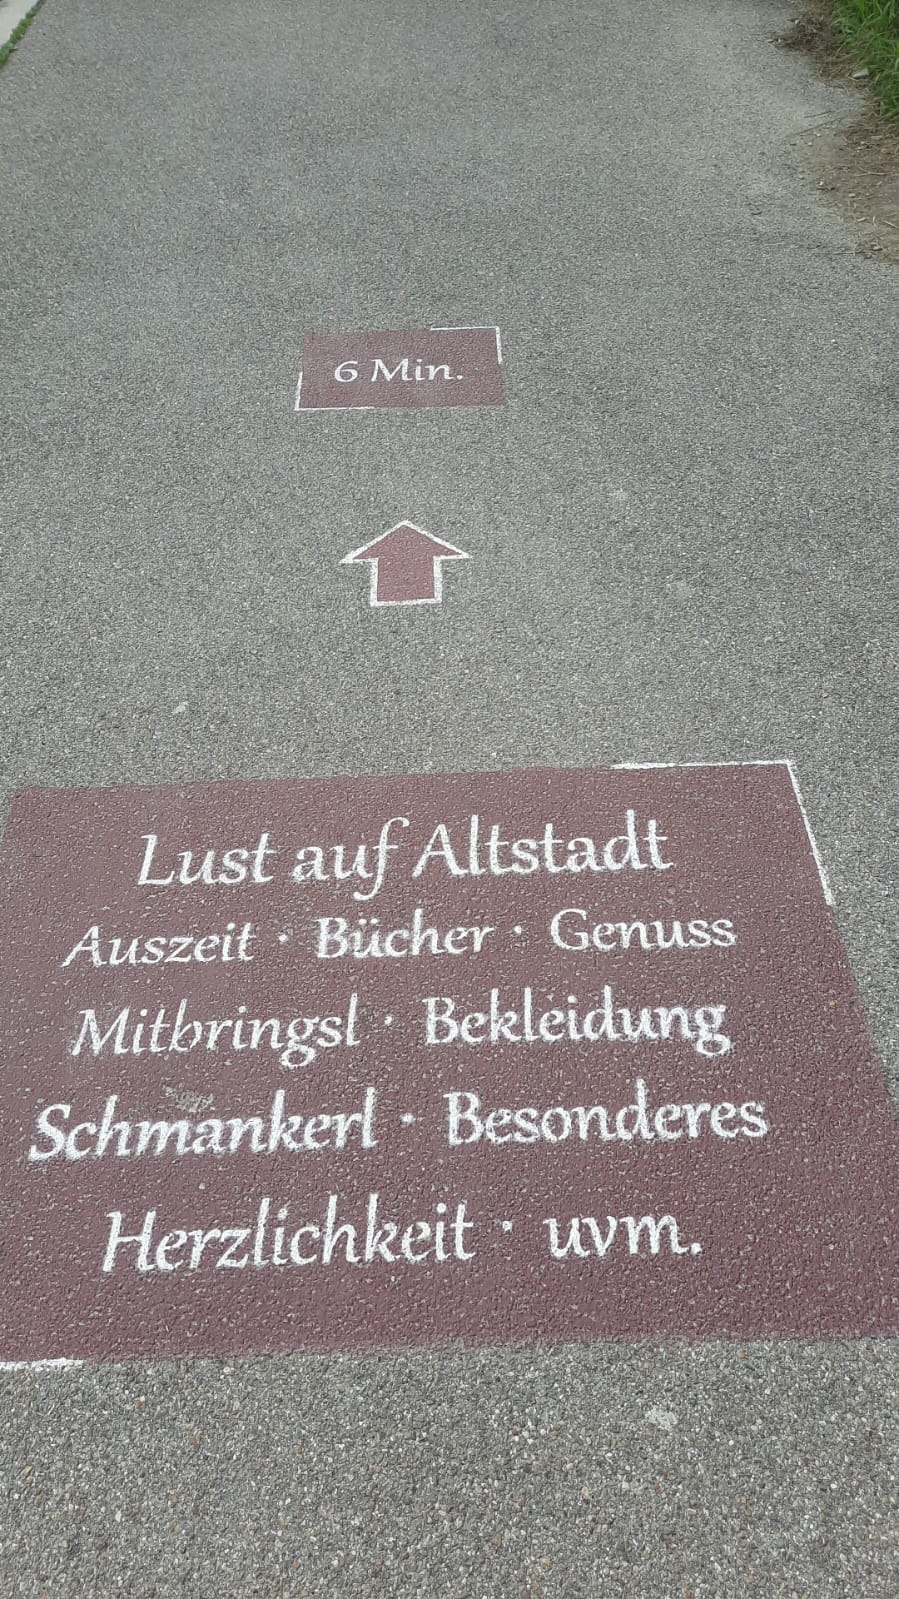 6 Min.
Lust auf Altstadt
Auszeit · Bücher · Genuss
Mitbringsl · Bekleidung
Schmankerl · Besonderes
Herzlichkeit · uvm.